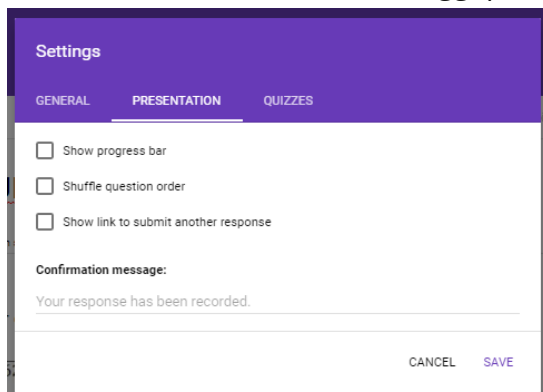 Settings
GENERAL PRESENTATION QUIZZES
Show progress bar
Shuffle question order
Show link to submit another response
Confirmation message:
Your response has been recorded.
CANCEL SAVE